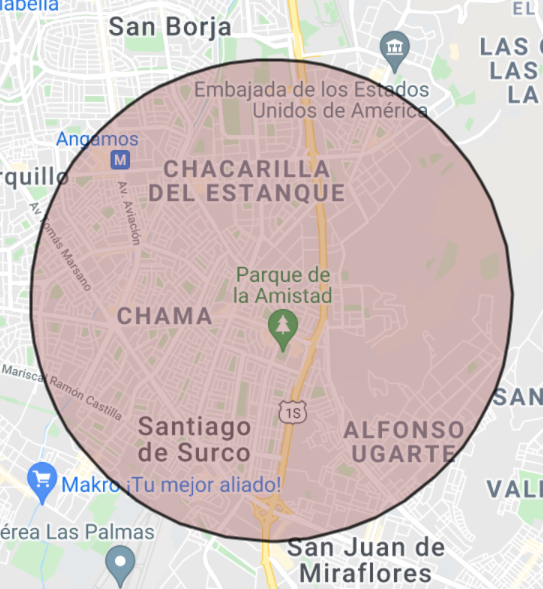 abella
San Borja
EL
LAS
LAS
LA
Embajada de los Estados
Unidos de América
Angamos
M
rquillo
CHACARILLA
DEL ESTANQUE
Av. Aviación
Av Tomás Marsano
Parque de
la Amistad
CHAMA
Mariscal Ramón Castilla
1S
SAN
Santiago
de Surco
ALFONSO
UGARTE
Makro ¡Tu mejor aliado!
VALL
érea Las Palmas
San Juan de
Miraflores